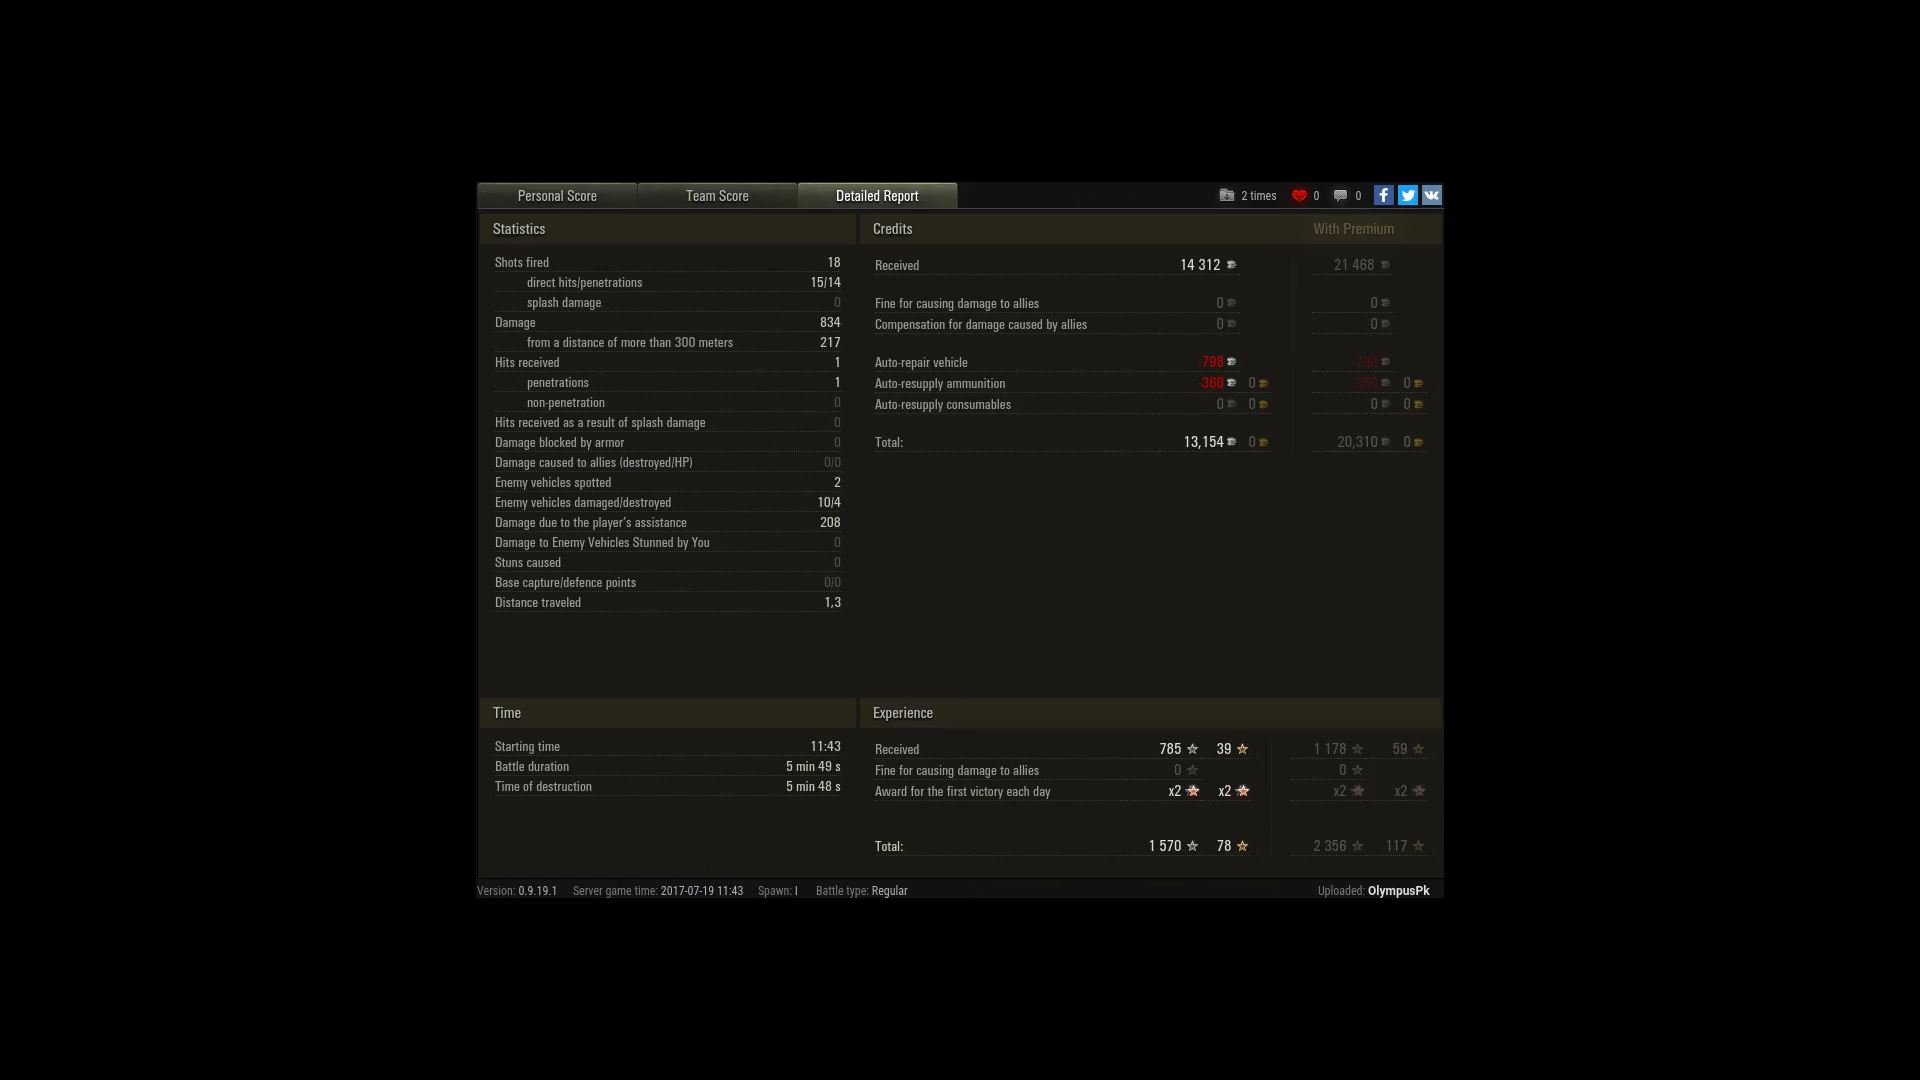 Personal Score Team Score Detailed Report 2 times 0 0
Statistics
Shots fired 18
direct hits/penetrations 15/14
splash damage 0
Damage 834
from a distance of more than 300 meters 217
Hits received 1
penetrations 1
non-penetration 0
Hits received as a result of splash damage 0
Damage blocked by armor 0
Damage caused to allies (destroyed/HP) 0/0
Enemy vehicles spotted 2
Enemy vehicles damaged/destroyed 10/4
Damage due to the player's assistance 208
Damage to Enemy Vehicles Stunned by You 0
Stuns caused 0
Base capture/defence points 0/0
Distance traveled 1,3
Credits With Premium
Received 14 312 21 468
Fine for causing damage to allies 0 0
Compensation for damage caused by allies 0 0
Auto-repair vehicle -798 -798
Auto-resupply ammunition -360 0 -360 0
Auto-resupply consumables 0 0 0 0
Total: 13,154 0 20,310 0
Time
Starting time 11:43
Battle duration 5 min 49 s
Time of destruction 5 min 48 s
Experience
Received 785 39 1 178 59
Fine for causing damage to allies 0 0
Award for the first victory each day x2 x2 x2 x2
Total: 1 570 78 2 356 117
Version: 0.9.19.1 Server game time: 2017-07-19 11:43 Spawn: I Battle type: Regular Uploaded: OlympusPk